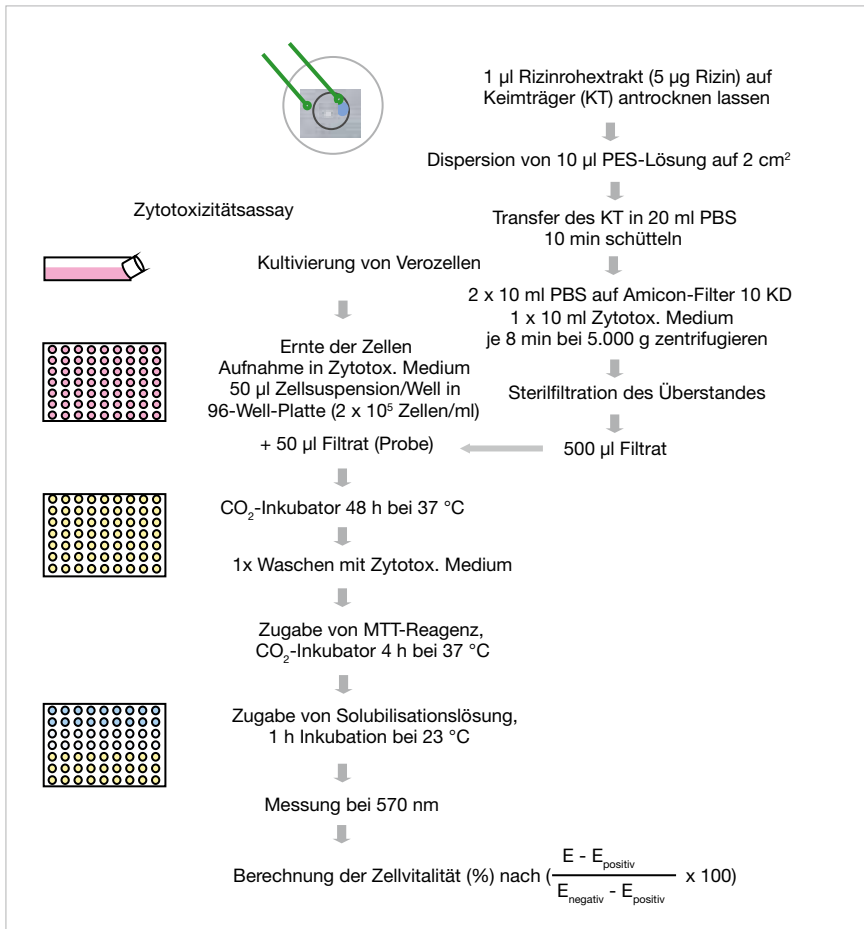 1 µl Rizinrohextrakt (5 µg Rizin) auf
Keimträger (KT) antrocknen lassen
Dispersion von 10 µl PES-Lösung auf 2 cm²
Transfer des KT in 20 ml PBS
10 min schütteln
2 x 10 ml PBS auf Amicon-Filter 10 KD
1 x 10 ml Zytotox. Medium
je 8 min bei 5.000 g zentrifugieren
Sterilfiltration des Überstandes
500 µl Filtrat
Zytotoxizitätsassay
Kultivierung von Verozellen
Ernte der Zellen
Aufnahme in Zytotox. Medium
50 µl Zellsuspension/Well in
96-Well-Platte (2 x 10⁵ Zellen/ml)
+ 50 µl Filtrat (Probe)
CO₂-Inkubator 48 h bei 37 °C
1x Waschen mit Zytotox. Medium
Zugabe von MTT-Reagenz,
CO₂-Inkubator 4 h bei 37 °C
Zugabe von Solubilisationslösung,
1 h Inkubation bei 23 °C
Messung bei 570 nm
E - E positiv
Berechnung der Zellvitalität (%) nach ( x 100)
E negativ - E positiv